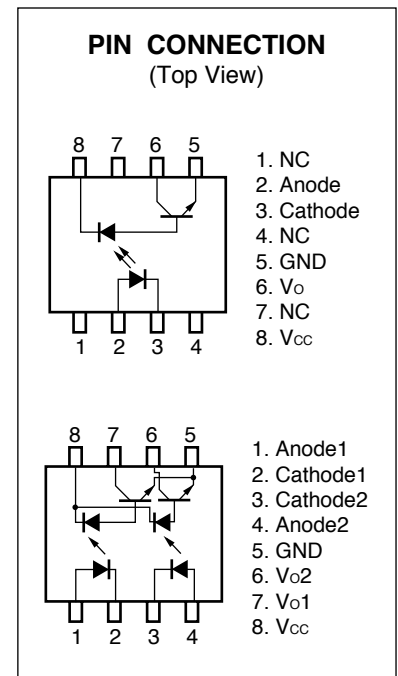 PIN CONNECTION
(Top View)
8 7 6 5
1 2 3 4
1. NC
2. Anode
3. Cathode
4. NC
5. GND
6. Vo
7. NC
8. Vcc
8 7 6 5
1 2 3 4
1. Anode1
2. Cathode1
3. Cathode2
4. Anode2
5. GND
6. Vo2
7. Vo1
8. Vcc